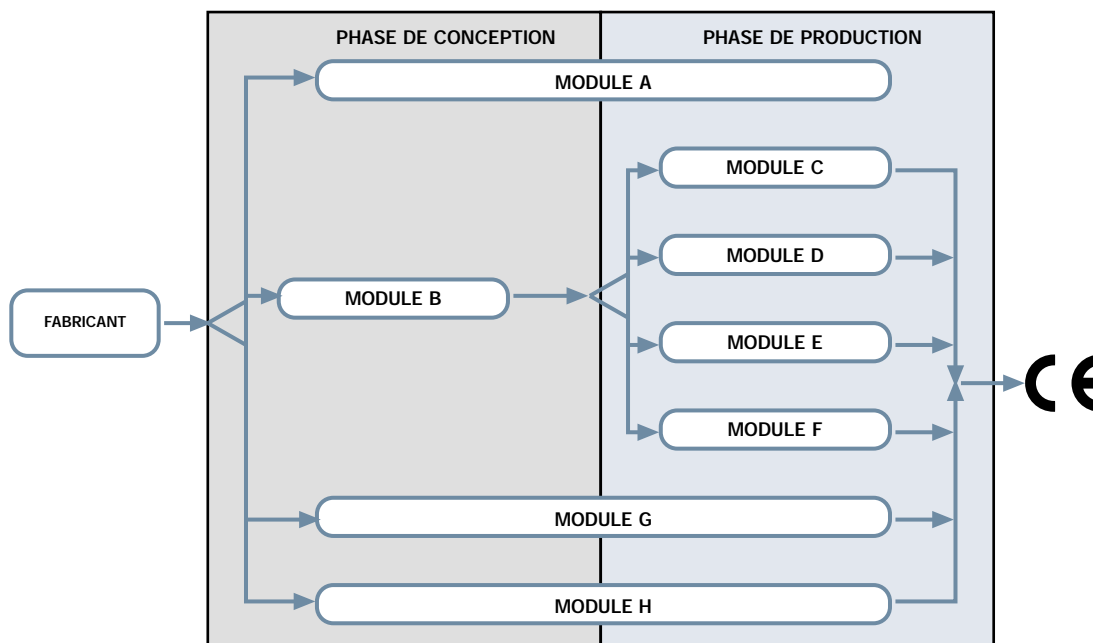 PHASE DE CONCEPTION
PHASE DE PRODUCTION
MODULE A
MODULE C
MODULE D
MODULE B
FABRICANT
MODULE E
CE
MODULE F
MODULE G
MODULE H